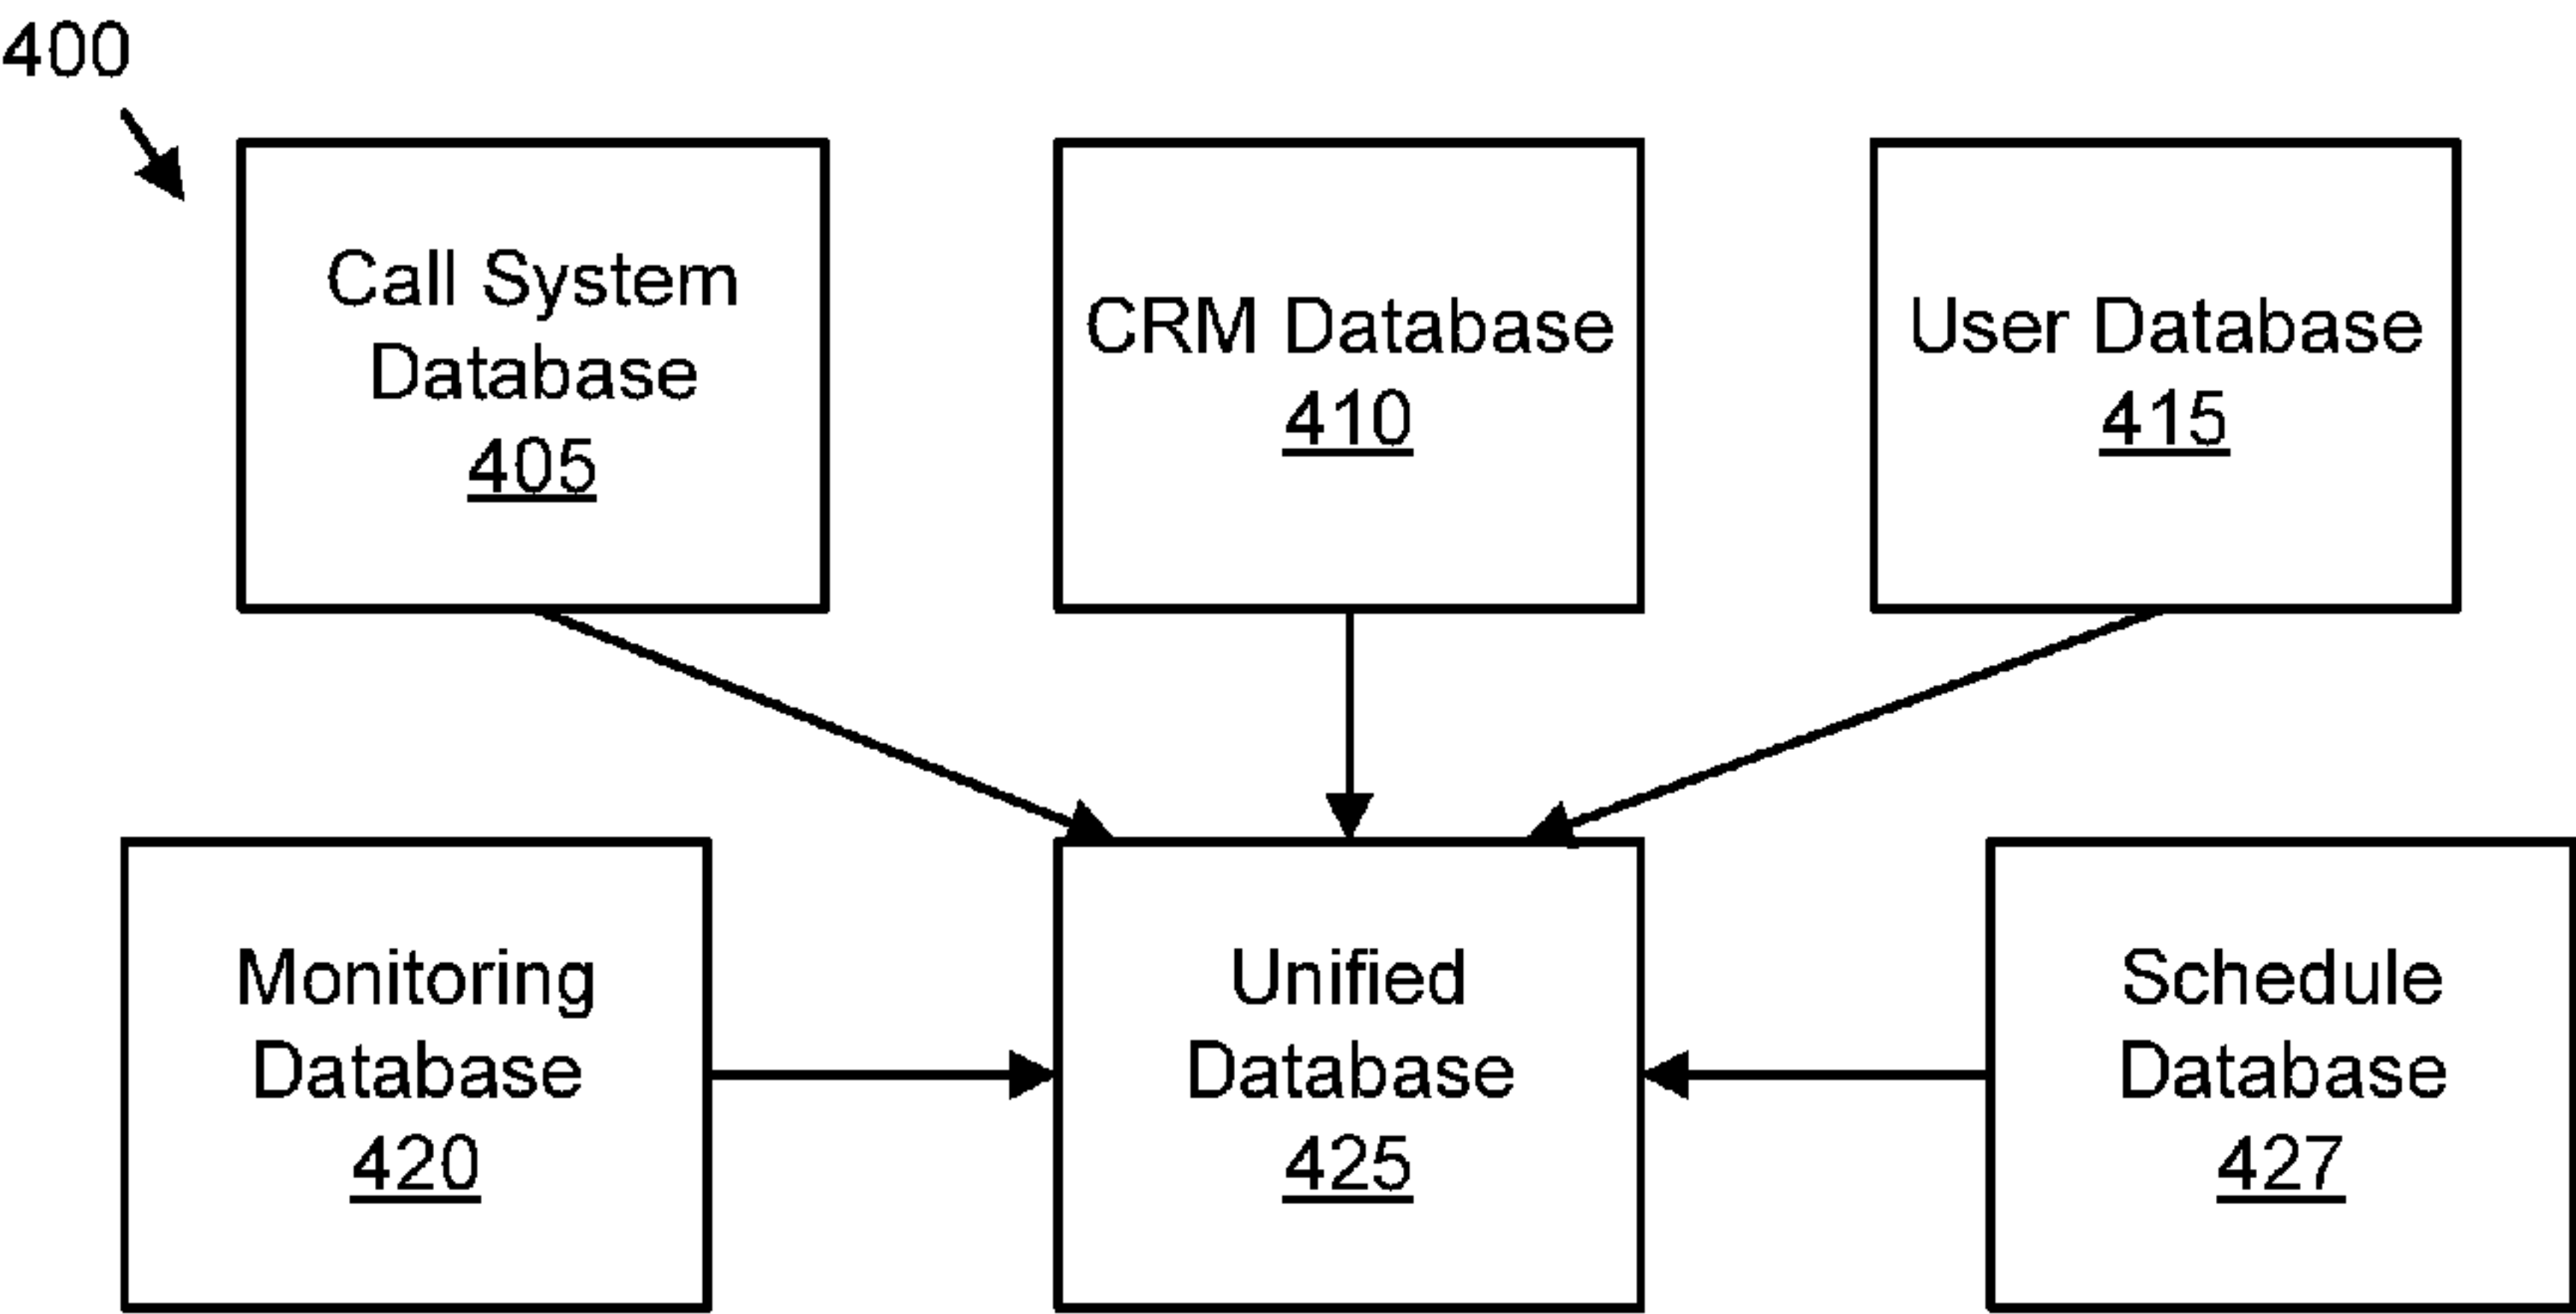 400
Call System
Database
405
CRM Database
410
User Database
415
Monitoring
Database
420
Unified
Database
425
Schedule
Database
427